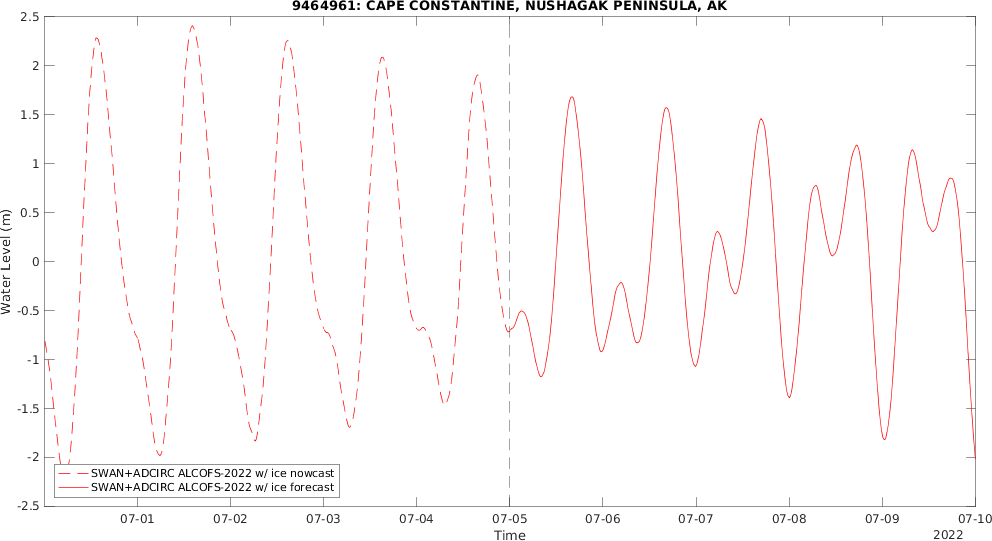 9464961: CAPE CONSTANTINE, NUSHAGAK PENINSULA, AK
2.5
2
1.5
1
0.5
0
-0.5
-1
-1.5
-2
-2.5
Water Level (m)
SWAN+ADCIRC ALCOFS-2022 w/ ice nowcast
SWAN+ADCIRC ALCOFS-2022 w/ ice forecast
07-01 07-02 07-03 07-04 07-05 07-06 07-07 07-08 07-09 07-10
Time
2022